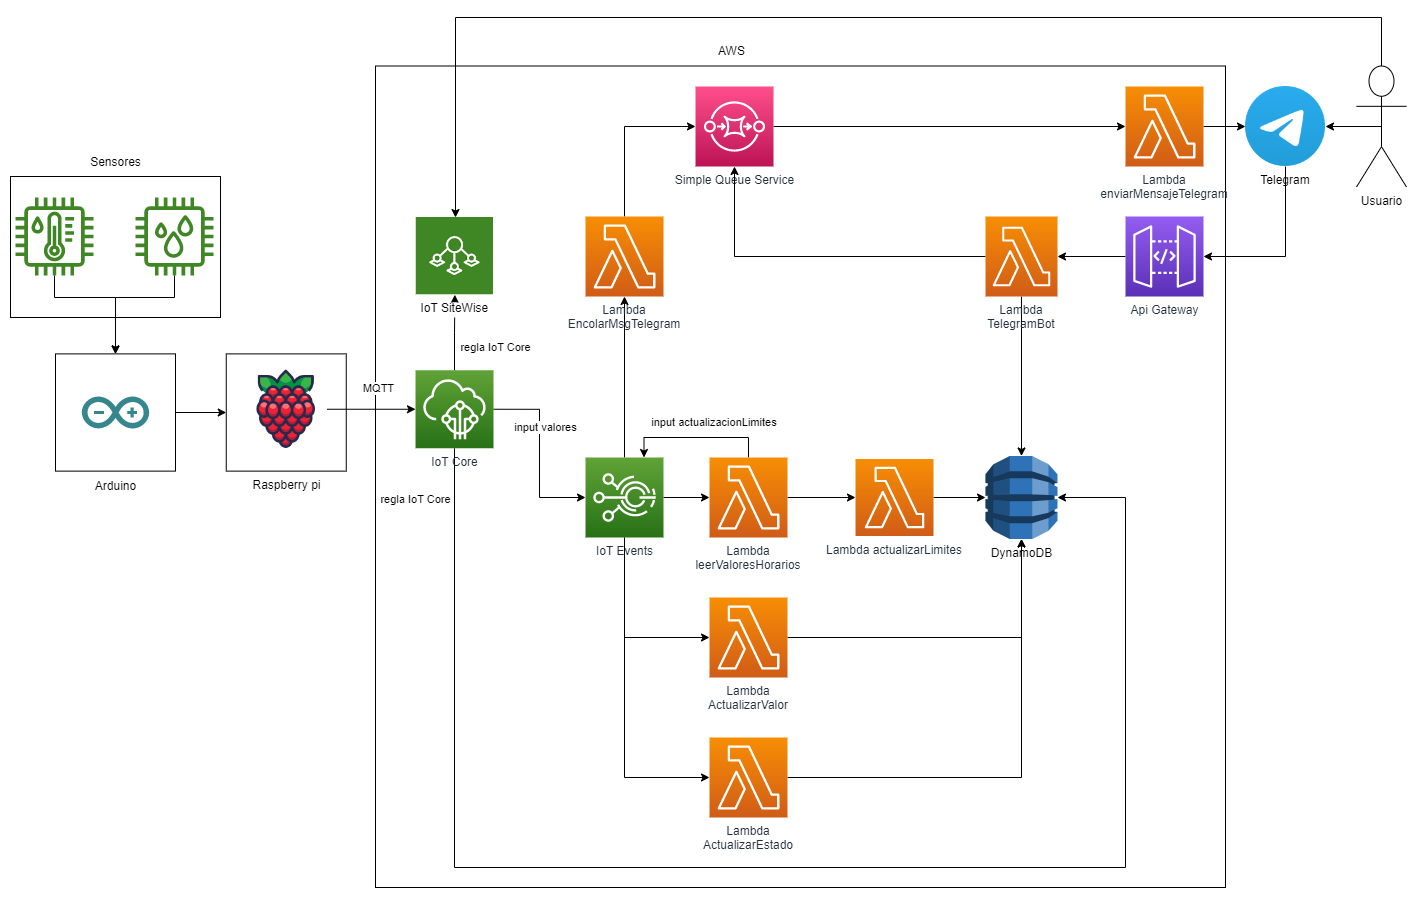 AWS
Sensores
Simple Queue Service
Lambda
enviarMensajeTelegram
Telegram
Usuario
IoT SiteWise
Lambda
EncolarMsgTelegram
Lambda
TelegramBot
Api Gateway
regla IoT Core
MQTT
input valores
input actualizacionLimites
IoT Core
Arduino
Raspberry pi
regla IoT Core
IoT Events
Lambda
leerValoresHorarios
Lambda actualizarLimites
DynamoDB
Lambda
ActualizarValor
Lambda
ActualizarEstado